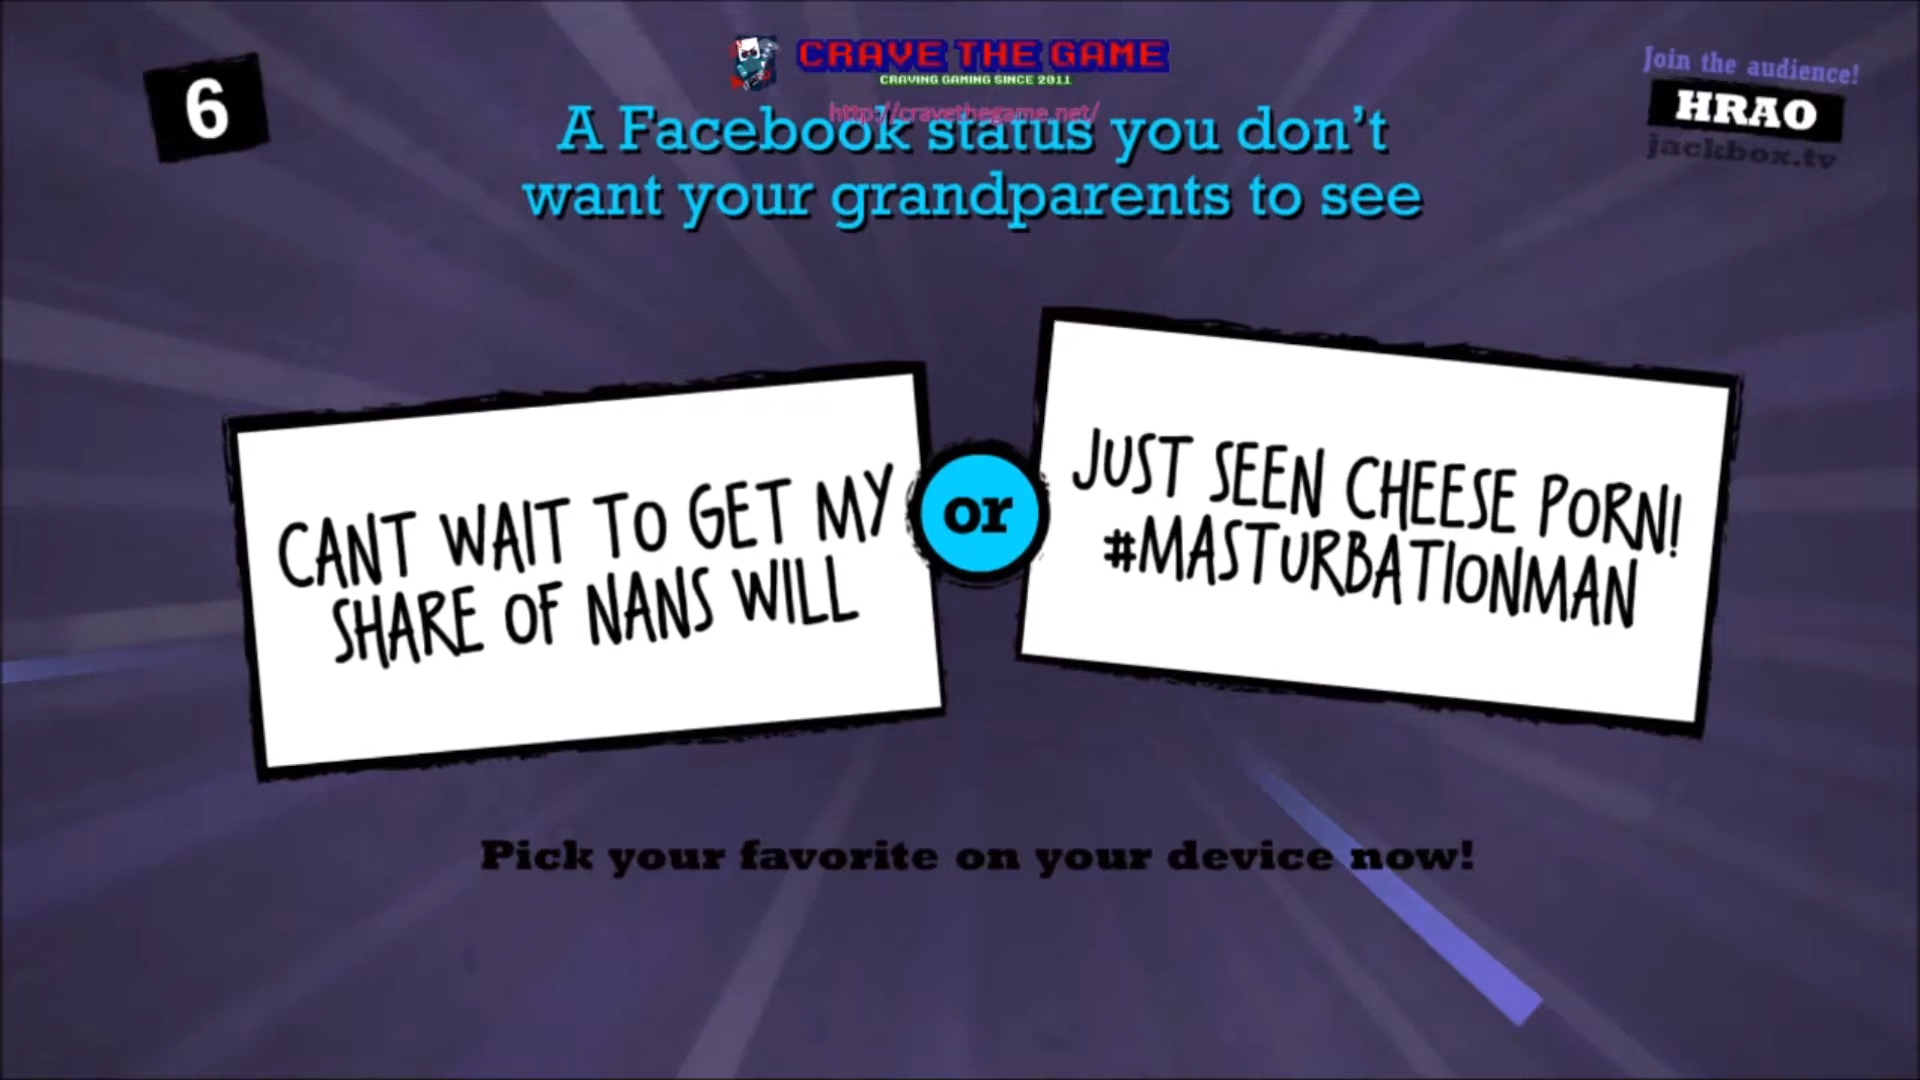 6
CRAVE THE GAME
CRAVING GAMING SINCE 2011
http://cravethegame.net/
Join the audience!
HRAO
jackbox.tv
A Facebook status you don't
want your grandparents to see
CANT WAIT TO GET MY
SHARE OF NANS WILL
or
JUST SEEN CHEESE PORN!
#MASTURBATIONMAN
Pick your favorite on your device now!